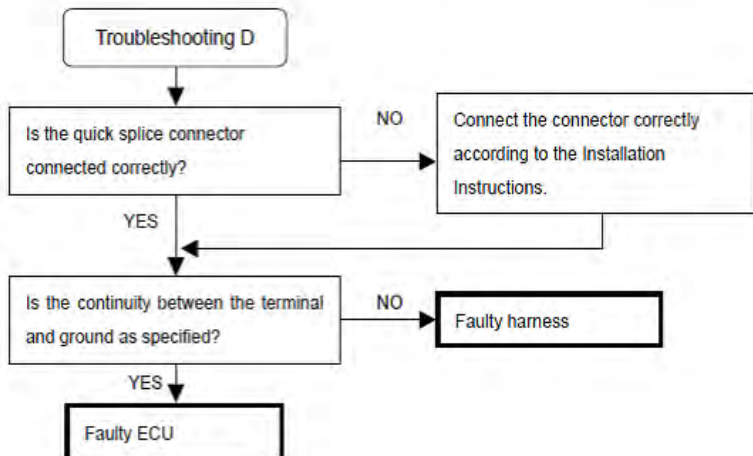 Troubleshooting D
Is the quick splice connector
connected correctly?
NO
Connect the connector correctly
according to the Installation
Instructions.
YES
Is the continuity between the terminal
and ground as specified?
NO
Faulty harness
YES
Faulty ECU